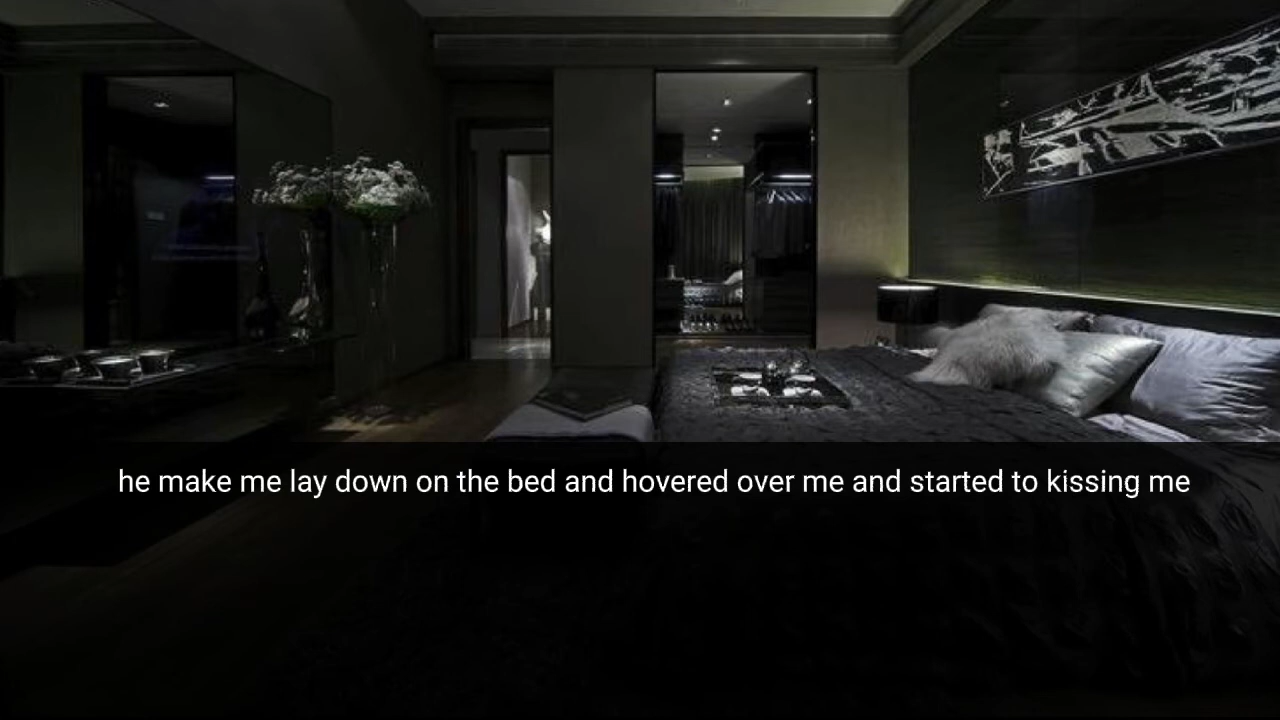 he make me lay down on the bed and hovered over me and started to kissing me